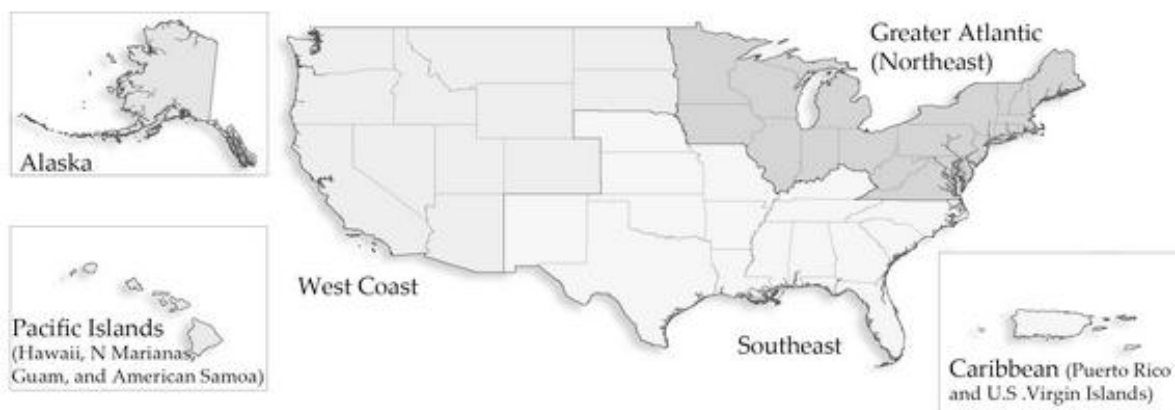 Greater Atlantic
(Northeast)
Alaska
West Coast
Pacific Islands
(Hawaii, N Marianas,
Guam, and American Samoa)
Southeast
Caribbean (Puerto Rico
and U.S .Virgin Islands)